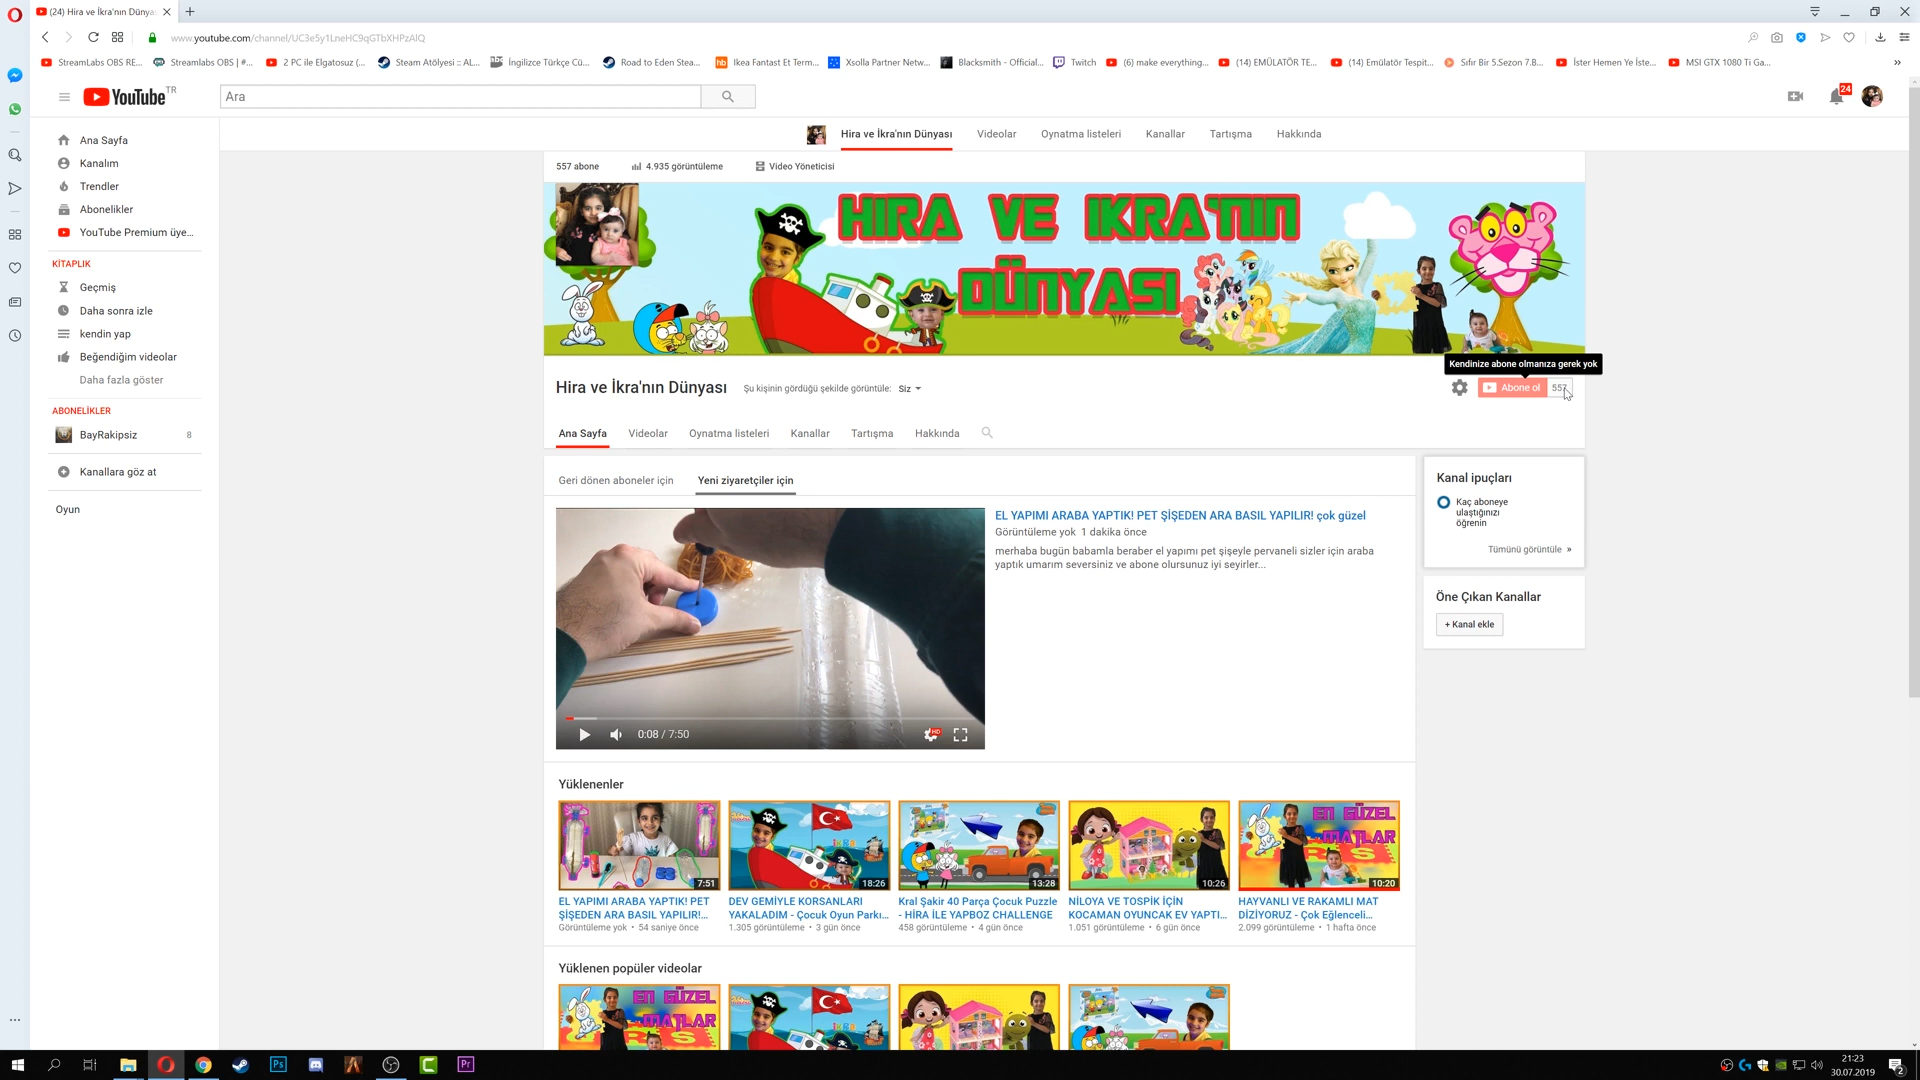 (24) Hira ve İkra'nın Dünya
www.youtube.com/channel/UC3e5y1LneHC9qGTbXHPzAlQ
StreamLabs OBS RE...
Streamlabs OBS | #...
2 PC ile Elgatosuz (...
Steam Atölyesi :: AL...
İngilizce Türkçe Cü...
Road to Eden Stea...
Ikea Fantast Et Term...
Xsolla Partner Netw...
Blacksmith - Official...
Twitch
(6) make everything...
(14) EMÜLATÖR TE...
(14) Emülatör Tespit...
Sıfır Bir 5.Sezon 7.B...
İster Hemen Ye İste...
MSI GTX 1080 Ti Ga...
YouTube TR
Ara
24
Ana Sayfa
Kanalım
Trendler
Abonelikler
YouTube Premium üye...
KİTAPLIK
Geçmiş
Daha sonra izle
kendin yap
Beğendiğim videolar
Daha fazla göster
ABONELİKLER
BayRakipsiz 8
Kanallara göz at
Oyun
Hira ve İkra'nın Dünyası Videolar Oynatma listeleri Kanallar Tartışma Hakkında
557 abone 4.935 görüntüleme Video Yöneticisi
HIRA VE IKRA'NIN
DÜNYASI
Kendinize abone olmanıza gerek yok
Hira ve İkra'nın Dünyası Şu kişinin gördüğü şekilde görüntüle: Siz
Abone ol 557
Ana Sayfa Videolar Oynatma listeleri Kanallar Tartışma Hakkında
Geri dönen aboneler için Yeni ziyaretçiler için
EL YAPIMI ARABA YAPTIK! PET ŞİŞEDEN ARA BASIL YAPILIR! çok güzel
Görüntüleme yok 1 dakika önce
merhaba bugün babamla beraber el yapımı pet şişeyle pervaneli sizler için araba
yaptık umarım seversiniz ve abone olursunuz iyi seyirler...
0:08 / 7:50
HD
Kanal ipuçları
Kaç aboneye
ulaştığınızı
öğrenin
Tümünü görüntüle »
Öne Çıkan Kanallar
+ Kanal ekle
Yüklenenler
7:51
18:26
13:28
EN GÜZEL
MATLAR
10:26
10:20
EL YAPIMI ARABA YAPTIK! PET
ŞİŞEDEN ARA BASIL YAPILIR!...
Görüntüleme yok • 54 saniye önce
DEV GEMİYLE KORSANLARI
YAKALADIM - Çocuk Oyun Parkı...
1.305 görüntüleme • 3 gün önce
Kral Şakir 40 Parça Çocuk Puzzle
- HİRA İLE YAPBOZ CHALLENGE
458 görüntüleme • 4 gün önce
NİLOYA VE TOSPİK İÇİN
KOCAMAN OYUNCAK EV YAPTI...
1.051 görüntüleme • 6 gün önce
HAYVANLI VE RAKAMLI MAT
DİZİYORUZ - Çok Eğlenceli...
2.099 görüntüleme • 1 hafta önce
Yüklenen popüler videolar
EN GÜZEL
MATLAR
Ps
Pr
21:23
30.07.2019
2